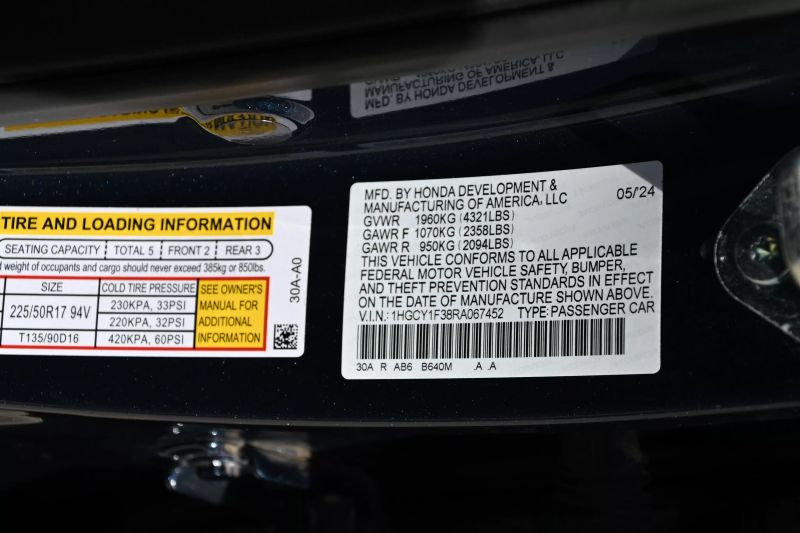 MANUFACTURING OF AMERICA, LLC
MFD. BY HONDA DEVELOPMENT &
TIRE AND LOADING INFORMATION
SEATING CAPACITY TOTAL 5 FRONT 2 REAR 3
weight of occupants and cargo should never exceed 385kg or 850lbs.
SIZE COLD TIRE PRESSURE SEE OWNER'S
MANUAL FOR
ADDITIONAL
INFORMATION
225/50R17 94V 230KPA, 33PSI
220KPA, 32PSI
T135/90D16 420KPA, 60PSI
30A-A0
MFD. BY HONDA DEVELOPMENT &
MANUFACTURING OF AMERICA, LLC 05/24
GVWR 1960KG (4321LBS)
GAWR F 1070KG (2358LBS)
GAWR R 950KG (2094LBS)
THIS VEHICLE CONFORMS TO ALL APPLICABLE
FEDERAL MOTOR VEHICLE SAFETY, BUMPER,
AND THEFT PREVENTION STANDARDS IN EFFECT
ON THE DATE OF MANUFACTURE SHOWN ABOVE.
V.I.N.: 1HGCY1F38RA067452 TYPE: PASSENGER CAR
30A R AB6 B640M .A .A